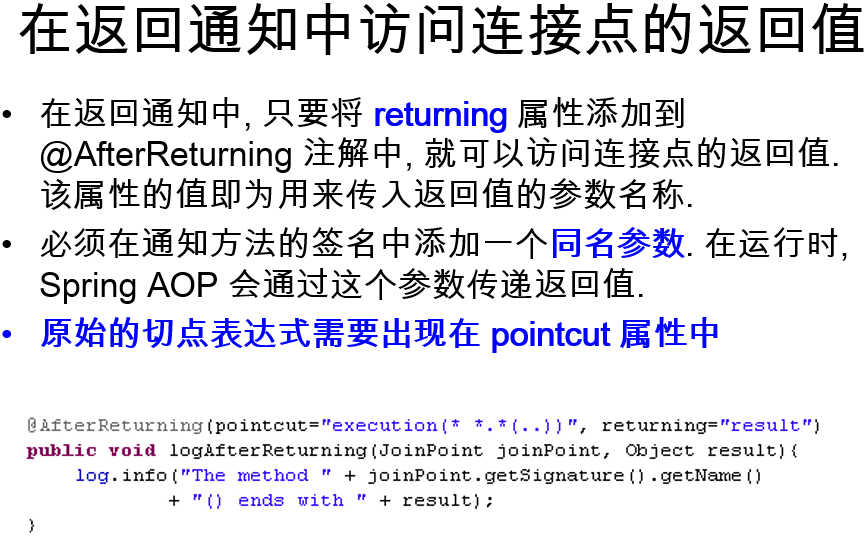 在返回通知中访问连接点的返回值
• 在返回通知中, 只要将 returning 属性添加到
@AfterReturning 注解中, 就可以访问连接点的返回值.
该属性的值即为用来传入返回值的参数名称.
• 必须在通知方法的签名中添加一个同名参数. 在运行时,
Spring AOP 会通过这个参数传递返回值.
• 原始的切点表达式需要出现在 pointcut 属性中
@AfterReturning(pointcut="execution(* *.*(..))", returning="result")
public void logAfterReturning(JoinPoint joinPoint, Object result){
log.info("The method " + joinPoint.getSignature().getName()
+ "() ends with " + result);
}